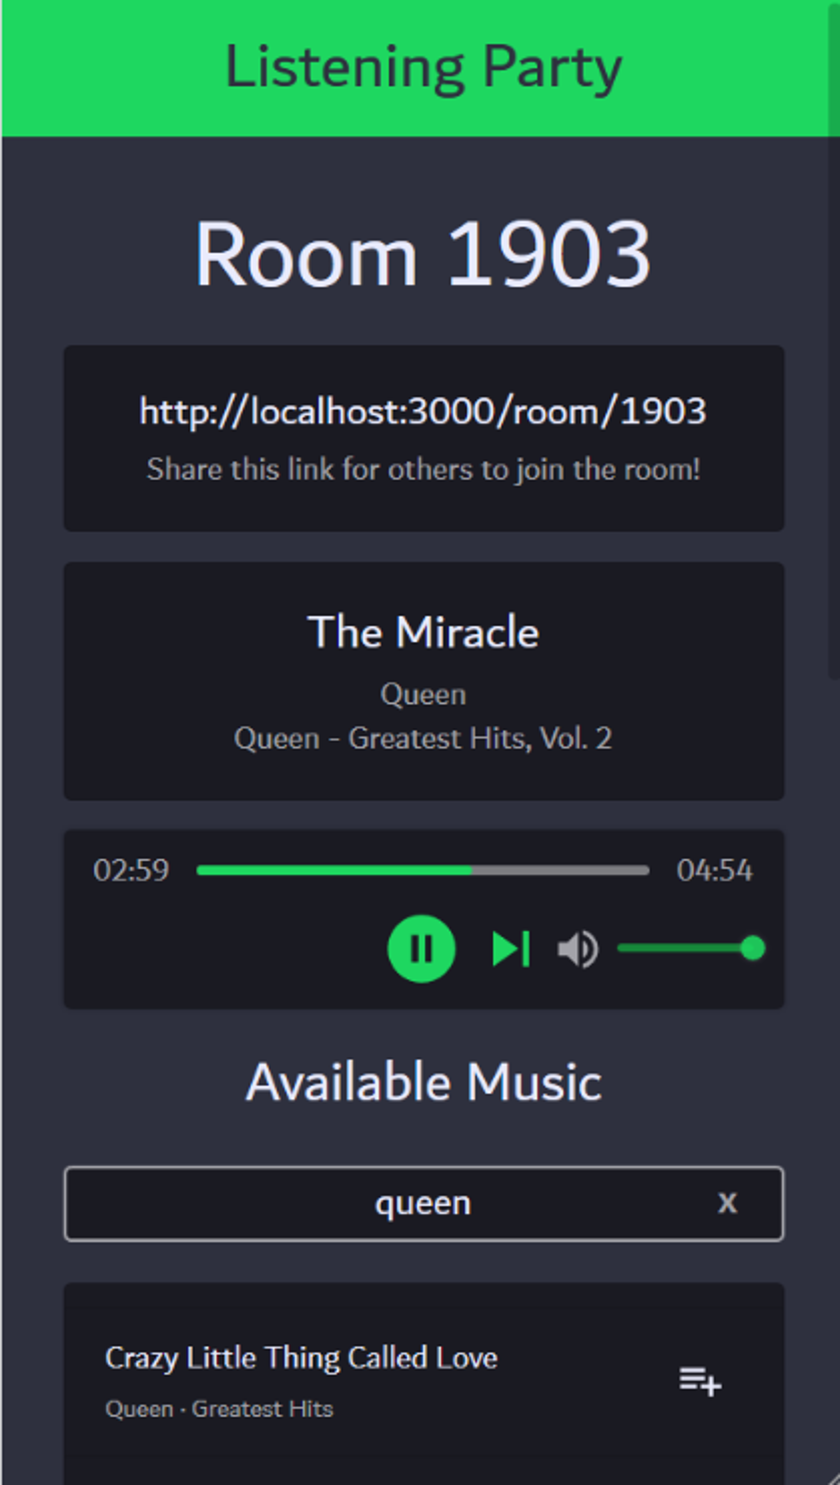 Listening Party
Room 1903
http://localhost:3000/room/1903
Share this link for others to join the room!
The Miracle
Queen
Queen - Greatest Hits, Vol. 2
02:59 04:54
Available Music
queen x
Crazy Little Thing Called Love
Queen · Greatest Hits